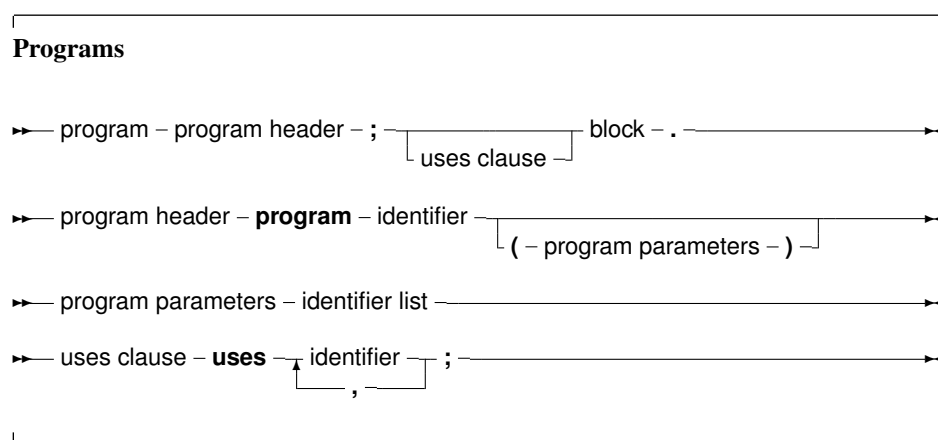 Programs
program – program header – ; block – .
uses clause
program header – program – identifier
( – program parameters – )
program parameters – identifier list
uses clause – uses identifier ;
,